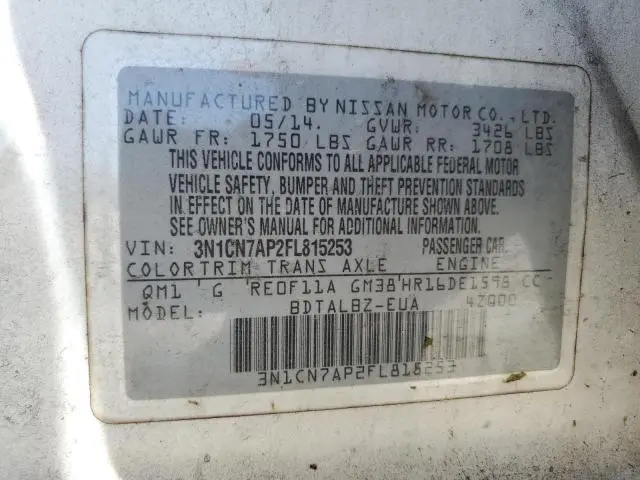 MANUFACTURED BY NISSAN MOTOR CO., LTD.
DATE: 05/14. GVWR: 3426 LBS
GAWR FR: 1750 LBS GAWR RR: 1708 LBS
THIS VEHICLE CONFORMS TO ALL APPLICABLE FEDERAL MOTOR
VEHICLE SAFETY, BUMPER AND THEFT PREVENTION STANDARDS
IN EFFECT ON THE DATE OF MANUFACTURE SHOWN ABOVE.
SEE OWNER'S MANUAL FOR ADDITIONAL INFORMATION.
VIN: 3N1CN7AP2FL815253 PASSENGER CAR.
COLOR TRIM TRANS AXLE ENGINE
QM1 G RE0F11A GM38 HR16DE1598 CC
MODEL: BDTALBZ-EUA 4Z000
3N1CN7AP2FL815253